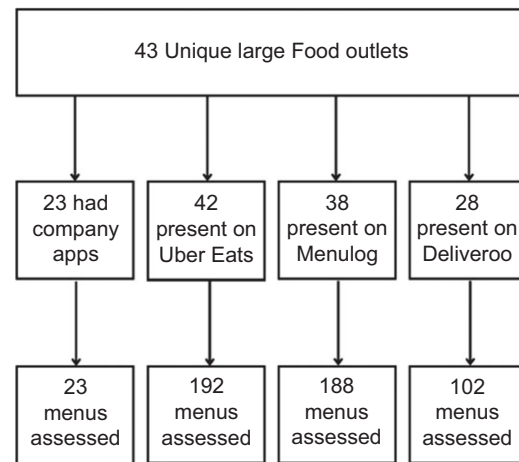 43 Unique large Food outlets
23 had
company
apps
42
present on
Uber Eats
38
present on
Menulog
28
present on
Deliveroo
23
menus
assessed
192
menus
assessed
188
menus
assessed
102
menus
assessed